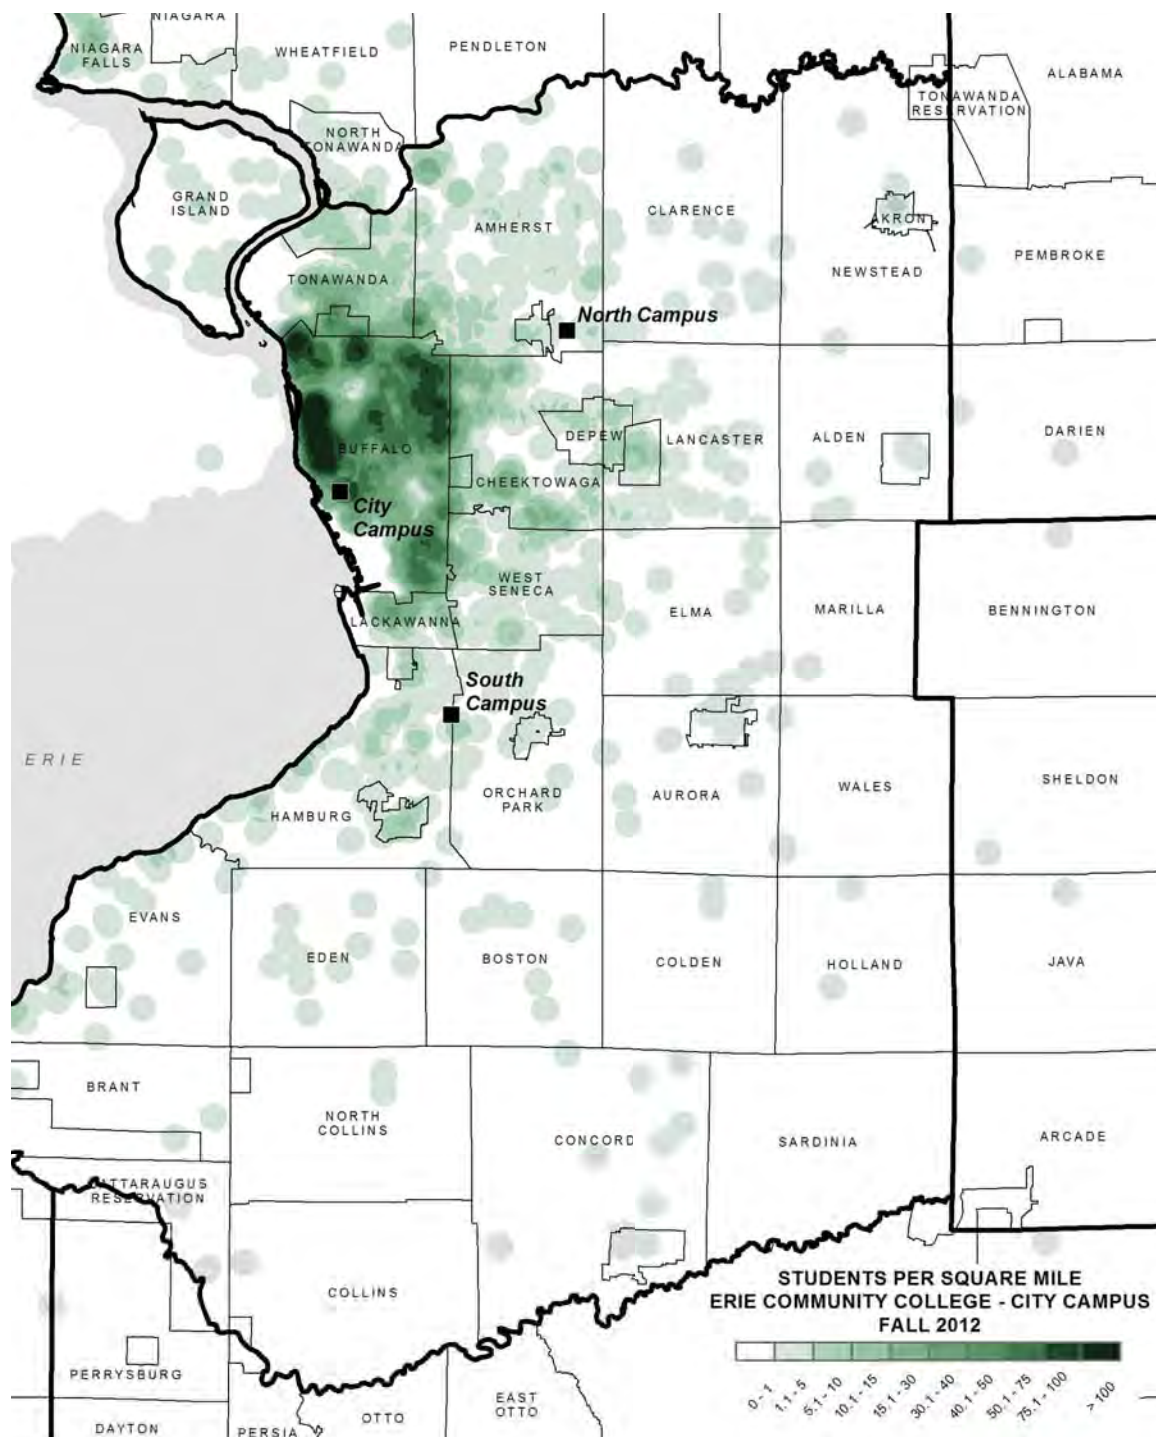 NIAGARA
NIAGARA
FALLS
WHEATFIELD
PENDLETON
ALABAMA
TONAWANDA
RESERVATION
NORTH
TONAWANDA
GRAND
ISLAND
AMHERST
CLARENCE
AKRON
NEWSTEAD
PEMBROKE
TONAWANDA
North Campus
BUFFALO
DEPEW
LANCASTER
ALDEN
DARIEN
CHEEKTOWAGA
City
Campus
WEST
SENECA
ELMA
MARILLA
BENNINGTON
LACKAWANNA
South
Campus
ERIE
HAMBURG
ORCHARD
PARK
AURORA
WALES
SHELDON
EVANS
EDEN
BOSTON
COLDEN
HOLLAND
JAVA
BRANT
NORTH
COLLINS
CONCORD
SARDINIA
ARCADE
CATTARAUGUS
RESERVATION
COLLINS
PERRYSBURG
DAYTON
PERSIA
OTTO
EAST
OTTO
STUDENTS PER SQUARE MILE
ERIE COMMUNITY COLLEGE - CITY CAMPUS
FALL 2012
0 - 1
1.1 - 5
5.1 - 10
10.1 - 15
15.1 - 30
30.1 - 40
40.1 - 50
50.1 - 75
75.1 - 100
> 100